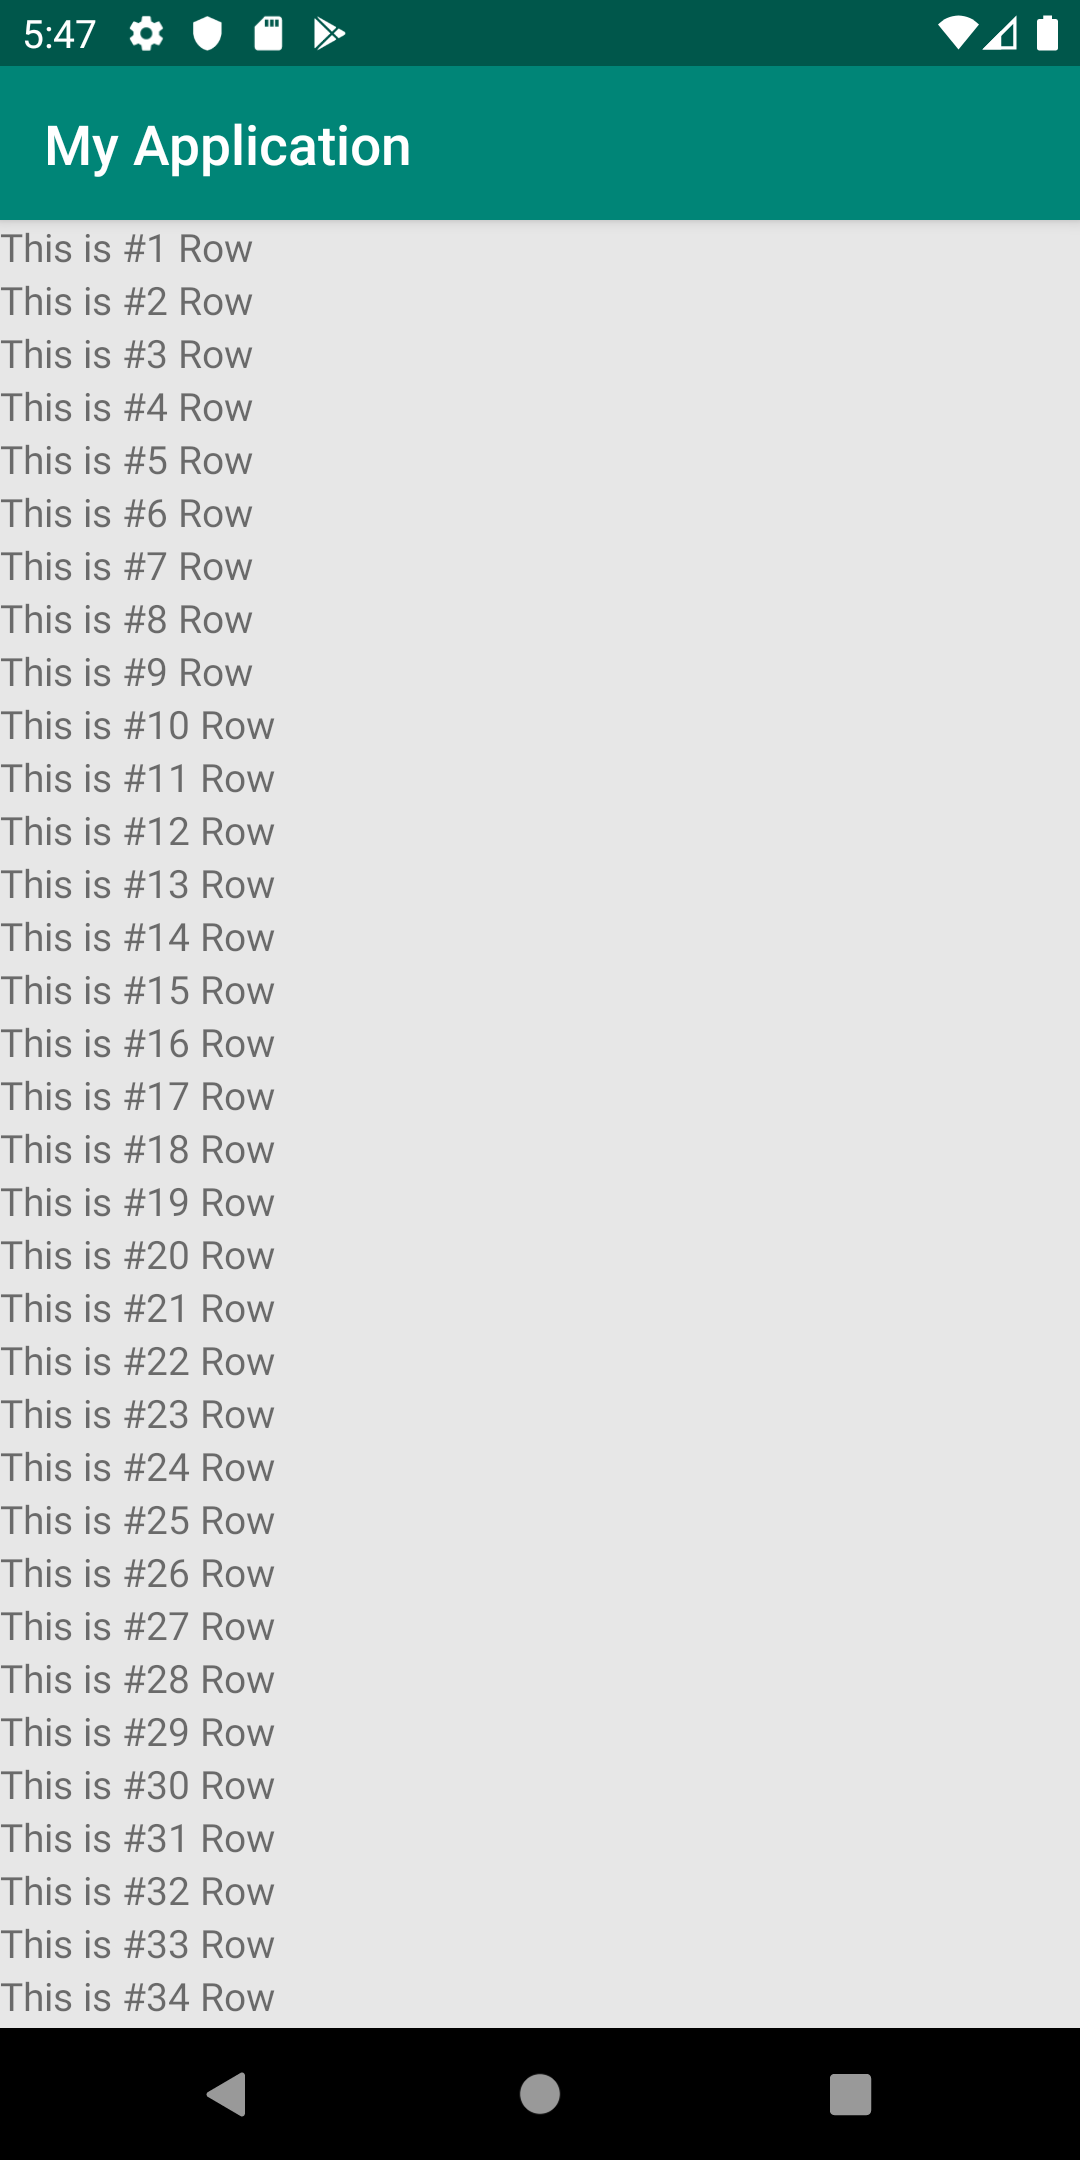 5:47
My Application
This is #1 Row
This is #2 Row
This is #3 Row
This is #4 Row
This is #5 Row
This is #6 Row
This is #7 Row
This is #8 Row
This is #9 Row
This is #10 Row
This is #11 Row
This is #12 Row
This is #13 Row
This is #14 Row
This is #15 Row
This is #16 Row
This is #17 Row
This is #18 Row
This is #19 Row
This is #20 Row
This is #21 Row
This is #22 Row
This is #23 Row
This is #24 Row
This is #25 Row
This is #26 Row
This is #27 Row
This is #28 Row
This is #29 Row
This is #30 Row
This is #31 Row
This is #32 Row
This is #33 Row
This is #34 Row